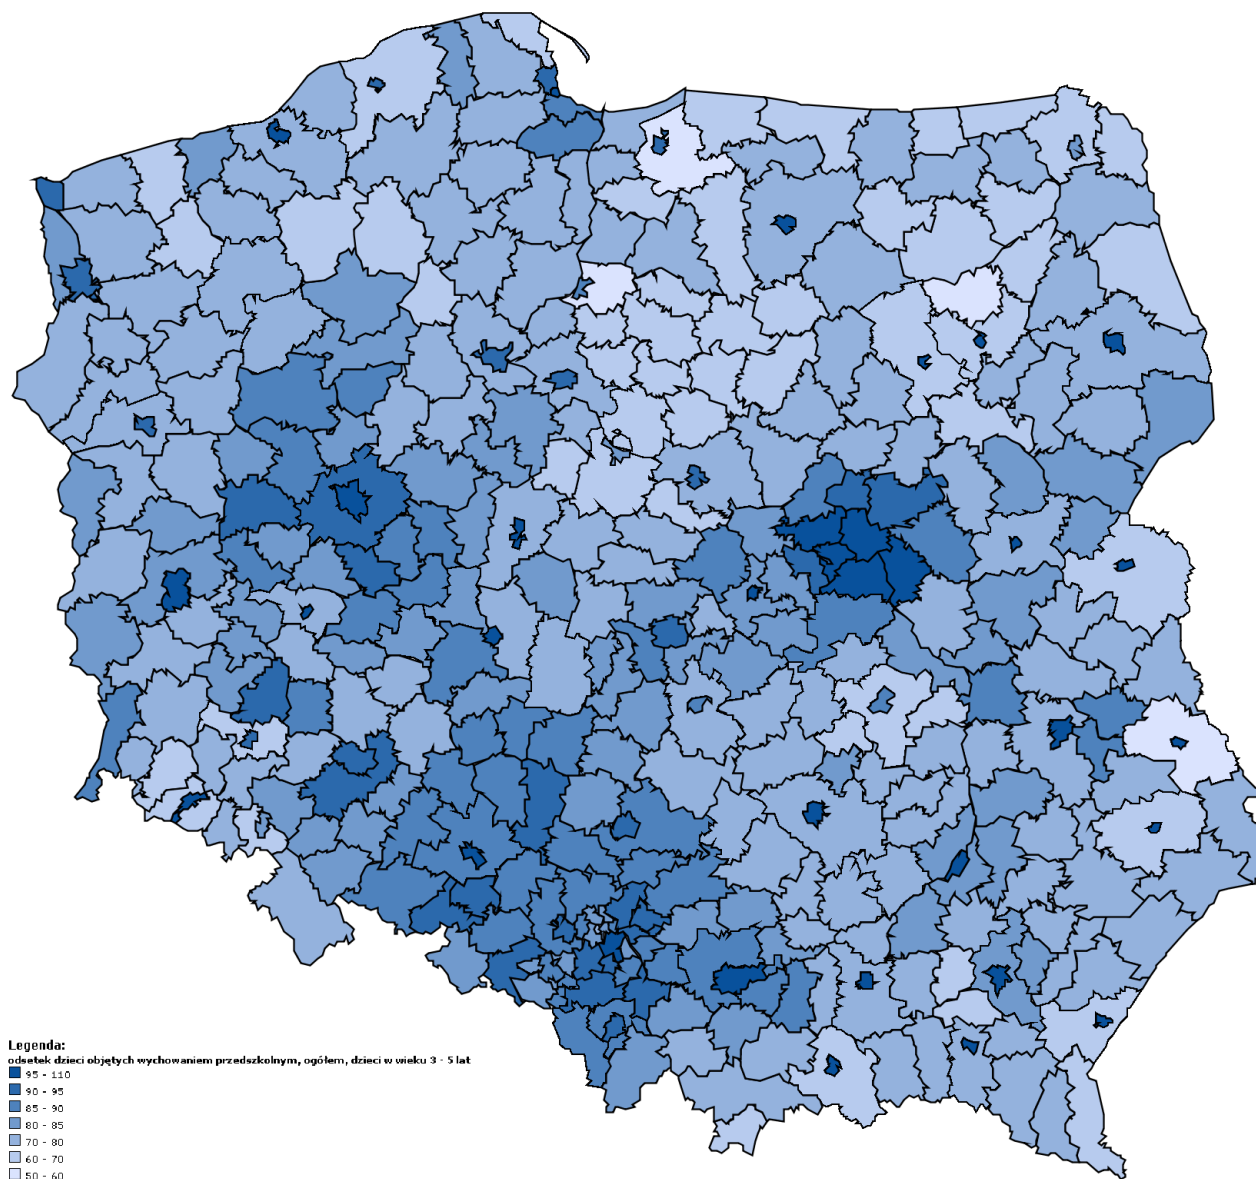 Legenda:
odsetek dzieci objętych wychowaniem przedszkolnym, ogółem, dzieci w wieku 3 - 5 lat
95 - 110
90 - 95
85 - 90
80 - 85
70 - 80
60 - 70
50 - 60